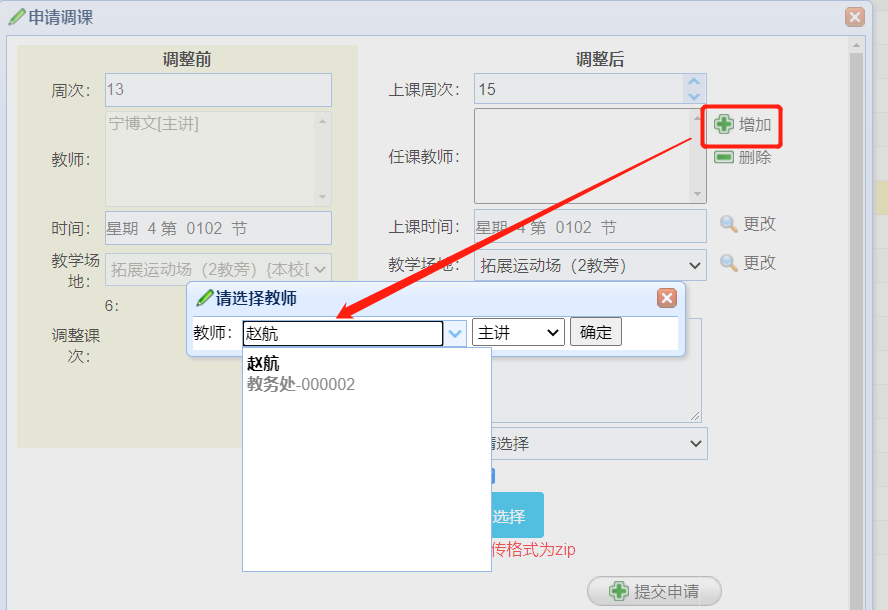 申请调课
调整前
周次：
13
教师：
宁博文[主讲]
时间：
星期 4 第 0102 节
教学场
地：
拓展运动场（2教旁）{本校[
6:
调整课
次：
调整后
上课周次：
15
任课教师：
增加
删除
上课时间：
星期 4 第 0102 节
更改
教学场地：
拓展运动场（2教旁）
更改
请选择教师
教师：
赵航
主讲
确定
赵航
教务处-000002
请选择
选择
传格式为zip
提交申请